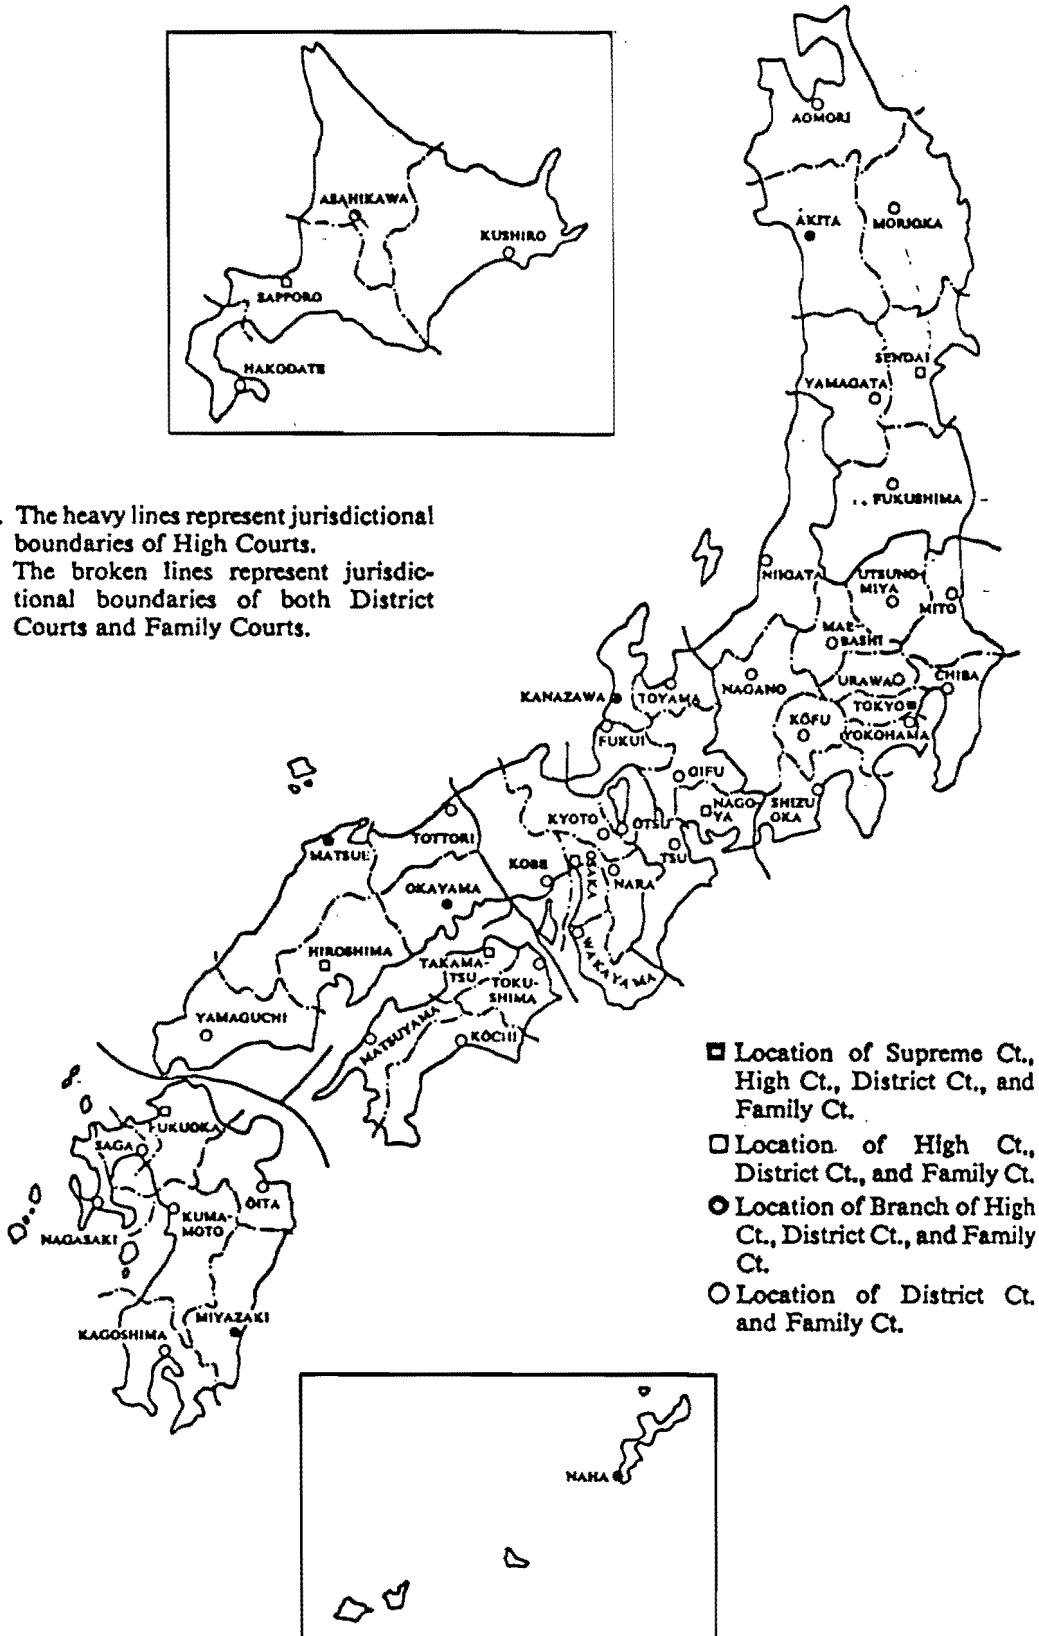 AOMORI
AKITA
MORIOKA
ASAHIKAWA
KUSHIRO
SAPPORO
HAKODATE
SENDAI
YAMAGATA
FUKUSHIMA
. The heavy lines represent jurisdictional
boundaries of High Courts.
The broken lines represent jurisdic-
tional boundaries of both District
Courts and Family Courts.
NIIGATA
UTSUNO-
MIYA
MITO
MAE-
BASHI
KANAZAWA
TOYAMA
NAGANO
URAWA
CHIBA
TOKYO
KŌFU
YOKOHAMA
FUKUI
GIFU
NAGO-
YA
SHIZU
OKA
KYOTO
OTSU
TSU
TOTTORI
MATSUE
KOBE
OSAKA
NARA
OKAYAMA
WAKAYAMA
HIROSHIMA
TAKAMA-
TSU
TOKU-
SHIMA
YAMAGUCHI
MATSUYAMA
KŌCHI
Location of Supreme Ct.,
High Ct., District Ct., and
Family Ct.
Location of High Ct.,
District Ct., and Family Ct.
Location of Branch of High
Ct., District Ct., and Family
Ct.
Location of District Ct.
and Family Ct.
FUKUOKA
SAGA
ŌITA
KUMA-
MOTO
NAGASAKI
MIYAZAKI
KAGOSHIMA
NAHA